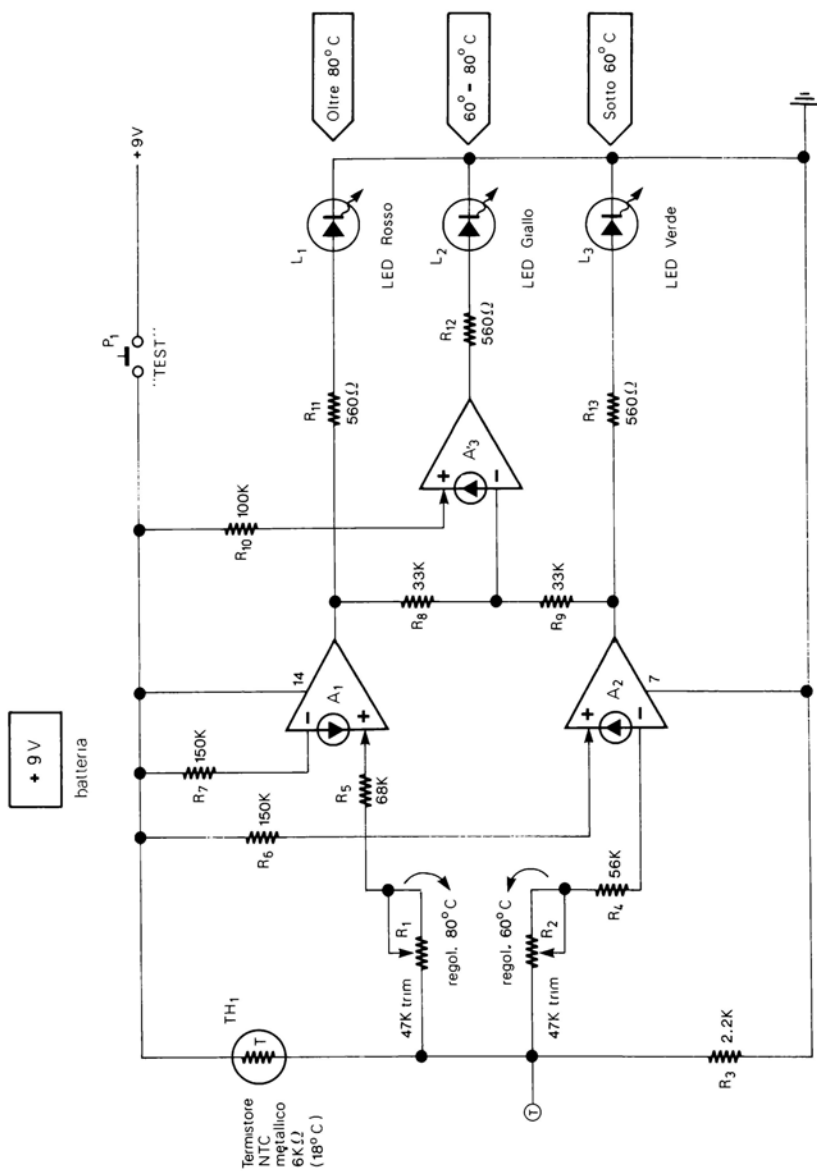 + 9 V
batteria
Termistore
NTC
metallico
6KΩ
(18°C)
TH1
T
R7
150K
R6
150K
R10
100K
P1
"TEST"
+9V
14
A1
−
+
R5
68K
R1
47K trim
regol. 80°C
regol. 60°C
R2
47K trim
R4
56K
T
R3
2.2K
+
−
A2
7
R8
33K
R9
33K
+
−
A'3
R11
560Ω
R12
560Ω
R13
560Ω
L1
LED Rosso
L2
LED Giallo
L3
LED Verde
Oltre 80°C
60° – 80°C
Sotto 60°C